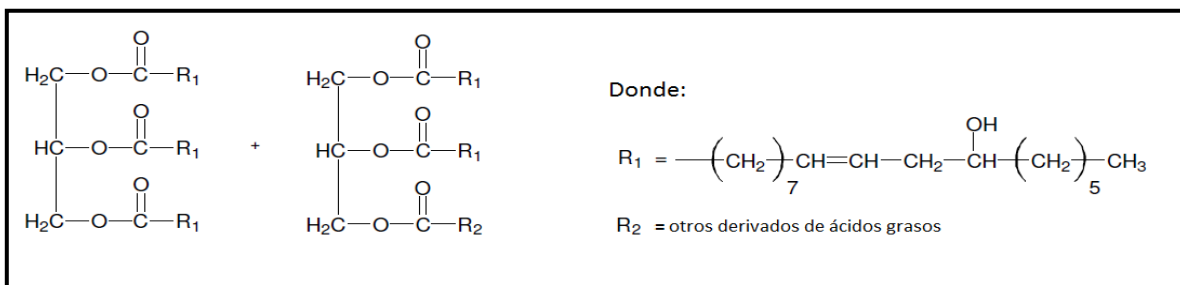 O O
H₂C—O—C—R₁ H₂C—O—C—R₁
O O
HC—O—C—R₁ + HC—O—C—R₁
O O
H₂C—O—C—R₁ H₂C—O—C—R₂
Donde:
OH
R₁ = —(CH₂)₇—CH=CH—CH₂—CH—(CH₂)₅—CH₃
R₂ = otros derivados de ácidos grasos